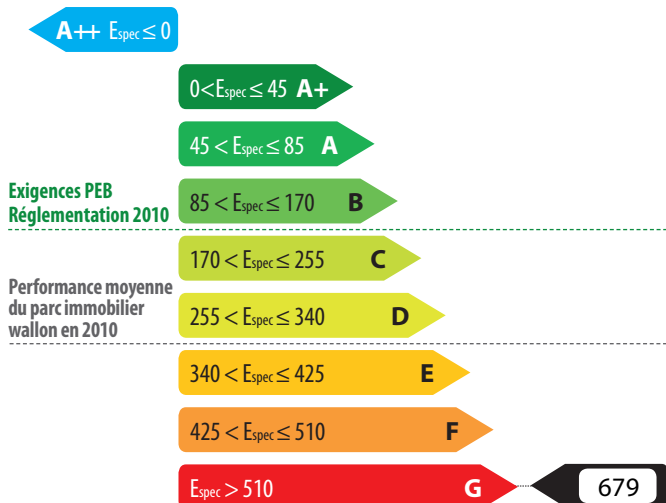 A++ Espec ≤ 0
0 < Espec ≤ 45 A+
45 < Espec ≤ 85 A
Exigences PEB
Réglementation 2010
85 < Espec ≤ 170 B
170 < Espec ≤ 255 C
Performance moyenne
du parc immobilier
wallon en 2010
255 < Espec ≤ 340 D
340 < Espec ≤ 425 E
425 < Espec ≤ 510 F
Espec > 510 G
679